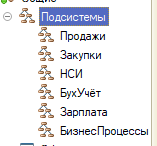 Подсистемы
Продажи
Закупки
НСИ
БухУчёт
Зарплата
БизнесПроцессы